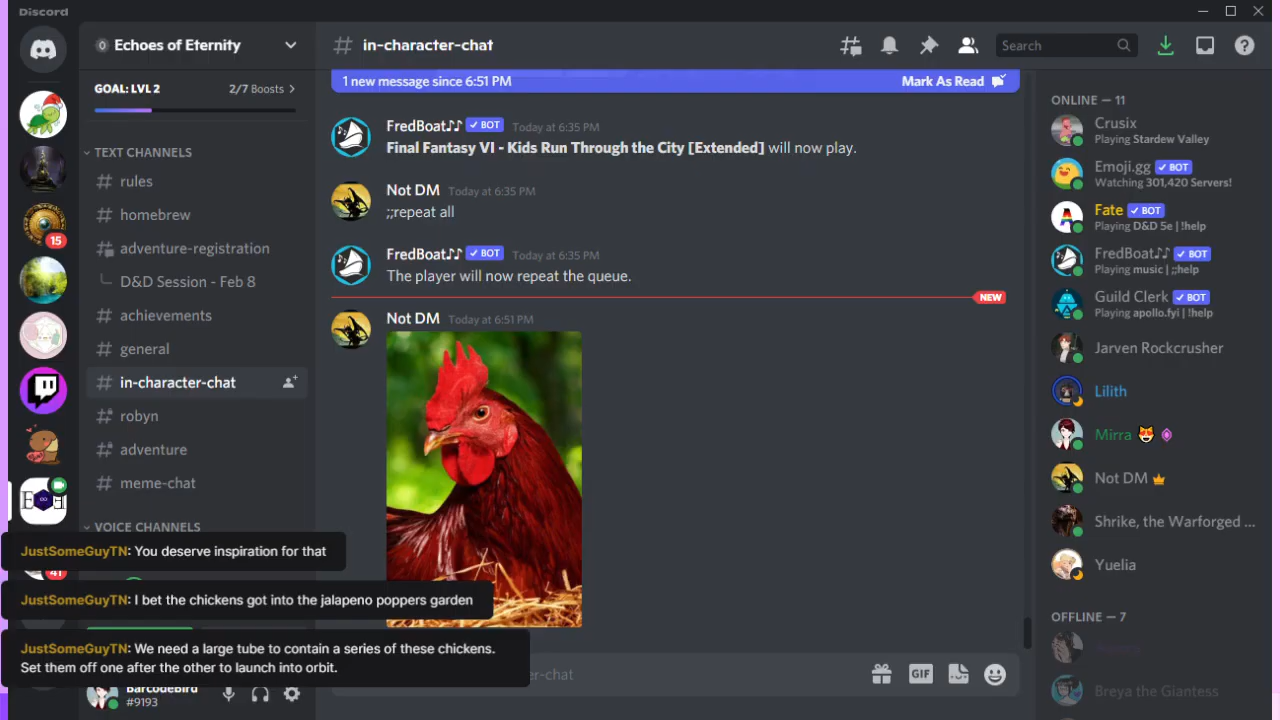 Discord
Echoes of Eternity
in-character-chat
Search
GOAL: LVL 2
2/7 Boosts
TEXT CHANNELS
rules
homebrew
adventure-registration
D&D Session - Feb 8
achievements
general
in-character-chat
robyn
adventure
meme-chat
VOICE CHANNELS
15
41
1 new message since 6:51 PM
Mark As Read
FredBoat♪♪ BOT Today at 6:35 PM
Final Fantasy VI - Kids Run Through the City [Extended] will now play.
Not DM Today at 6:35 PM
;;repeat all
FredBoat♪♪ BOT Today at 6:35 PM
The player will now repeat the queue.
NEW
Not DM Today at 6:51 PM
JustSomeGuyTN: You deserve inspiration for that
JustSomeGuyTN: I bet the chickens got into the jalapeno poppers garden
JustSomeGuyTN: We need a large tube to contain a series of these chickens.
Set them off one after the other to launch into orbit.
er-chat
GIF
Barcodebird
#9193
ONLINE — 11
Crusix
Playing Stardew Valley
Emoji.gg BOT
Watching 301,420 Servers!
Fate BOT
Playing D&D 5e | !help
FredBoat♪♪ BOT
Playing music | ;;help
Guild Clerk BOT
Playing apollo.fyi | !help
Jarven Rockcrusher
Lilith
Mirra
Not DM
Shrike, the Warforged ...
Yuelia
OFFLINE — 7
Breya the Giantess